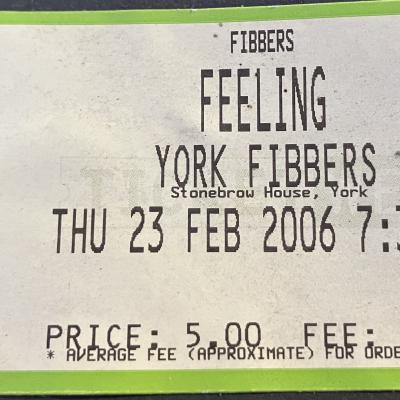 FIBBERS
FEELING
YORK FIBBERS
Stonebrow House, York
THU 23 FEB 2006 7:3
PRICE: 5.00 FEE:
* AVERAGE FEE (APPROXIMATE) FOR ORDE